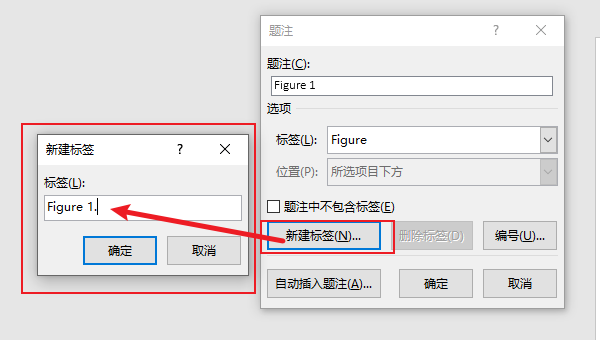 题注
?
题注(C):
Figure 1
选项
标签(L):
Figure
位置(P):
所选项目下方
题注中不包含标签(E)
新建标签(N)...
删除标签(D)
编号(U)...
自动插入题注(A)...
确定
取消
新建标签
?
标签(L):
Figure 1.
确定
取消